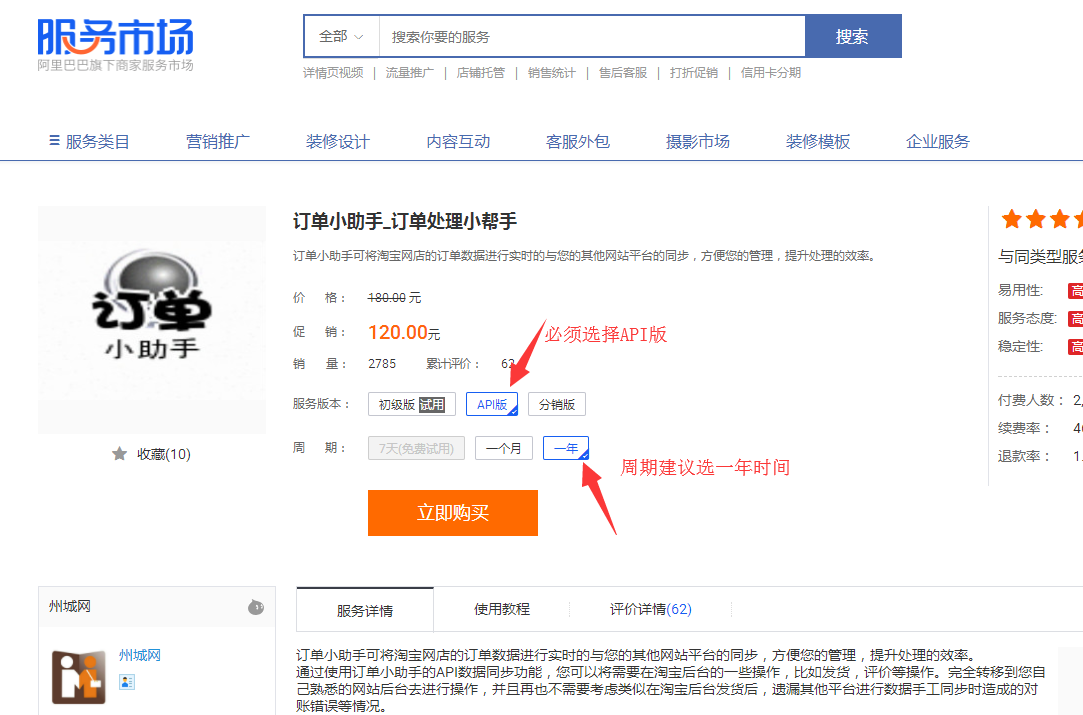 服务市场
阿里巴巴旗下商家服务市场
全部 搜索你要的服务 搜索
详情页视频 | 流量推广 | 店铺托管 | 销售统计 | 售后客服 | 打折促销 | 信用卡分期
服务类目 营销推广 装修设计 内容互动 客服外包 摄影市场 装修模板 企业服务
订单
小助手
收藏(10)
订单小助手_订单处理小帮手
订单小助手可将淘宝网店的订单数据进行实时的与您的其他网站平台的同步，方便您的管理，提升处理的效率。
价 格： 180.00 元
促 销： 120.00元
必须选择API版
销 量： 2785 累计评价： 62
服务版本： 初级版 试用 API版 分销版
周 期： 7天(免费试用) 一个月 一年
周期建议选一年时间
立即购买
与同类型服务
易用性: 高
服务态度: 高
稳定性: 高
付费人数： 2,
续费率：
退款率： 1.
州城网
州城网
服务详情 使用教程 评价详情(62)
订单小助手可将淘宝网店的订单数据进行实时的与您的其他网站平台的同步，方便您的管理，提升处理的效率。
通过使用订单小助手的API数据同步功能，您可以将需要在淘宝后台的一些操作，比如发货，评价等操作。完全转移到您自
己熟悉的网站后台去进行操作，并且再也不需要考虑类似在淘宝后台发货后，遗漏其他平台进行数据手工同步时造成的对
账错误等情况。